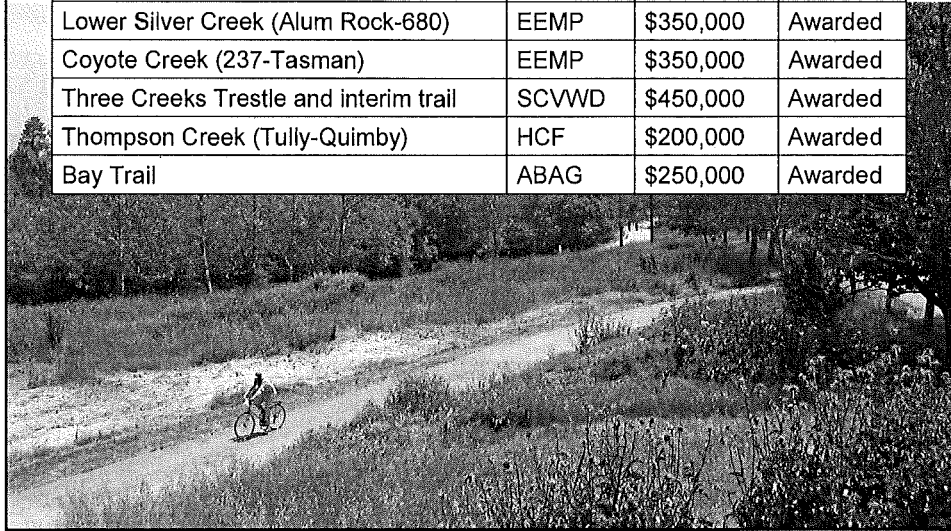 Lower Silver Creek (Alum Rock-680) EEMP $350,000 Awarded
Coyote Creek (237-Tasman) EEMP $350,000 Awarded
Three Creeks Trestle and interim trail SCVWD $450,000 Awarded
Thompson Creek (Tully-Quimby) HCF $200,000 Awarded
Bay Trail ABAG $250,000 Awarded